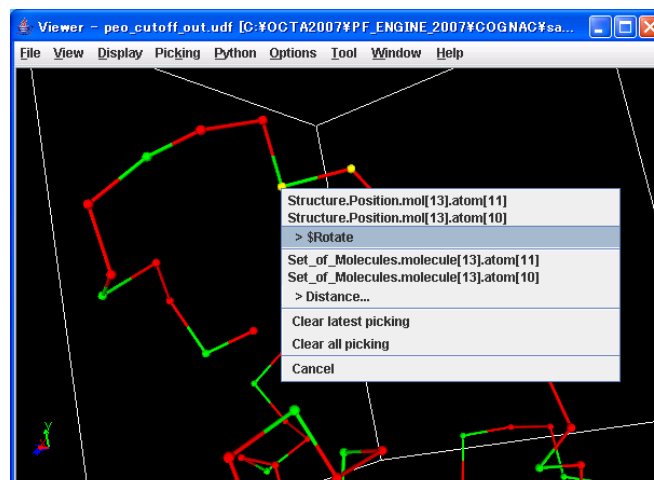 Viewer - peo_cutoff_out.udf [C:¥OCTA2007¥PF_ENGINE_2007¥COGNAC¥sa...
File View Display Picking Python Options Tool Window Help
Structure.Position.mol[13].atom[11]
Structure.Position.mol[13].atom[10]
> $Rotate
Set_of_Molecules.molecule[13].atom[11]
Set_of_Molecules.molecule[13].atom[10]
> Distance...
Clear latest picking
Clear all picking
Cancel
Y